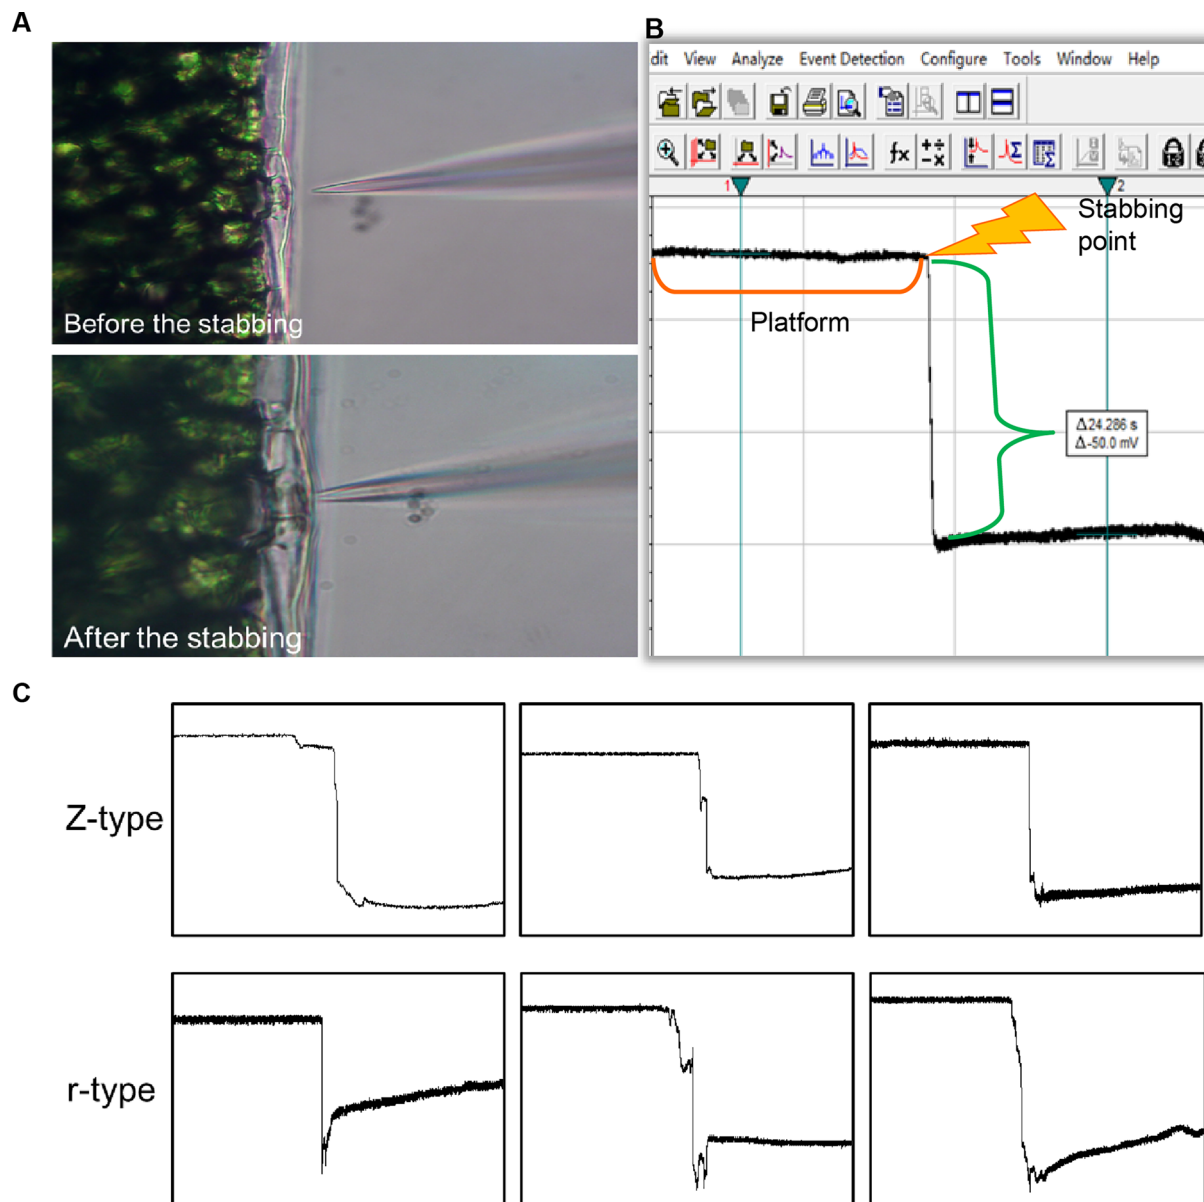 A
Before the stabbing
After the stabbing
B
dit View Analyze Event Detection Configure Tools Window Help
fx
1
2
Stabbing
point
Platform
Δ24.286 s
Δ-50.0 mV
C
Z-type
r-type